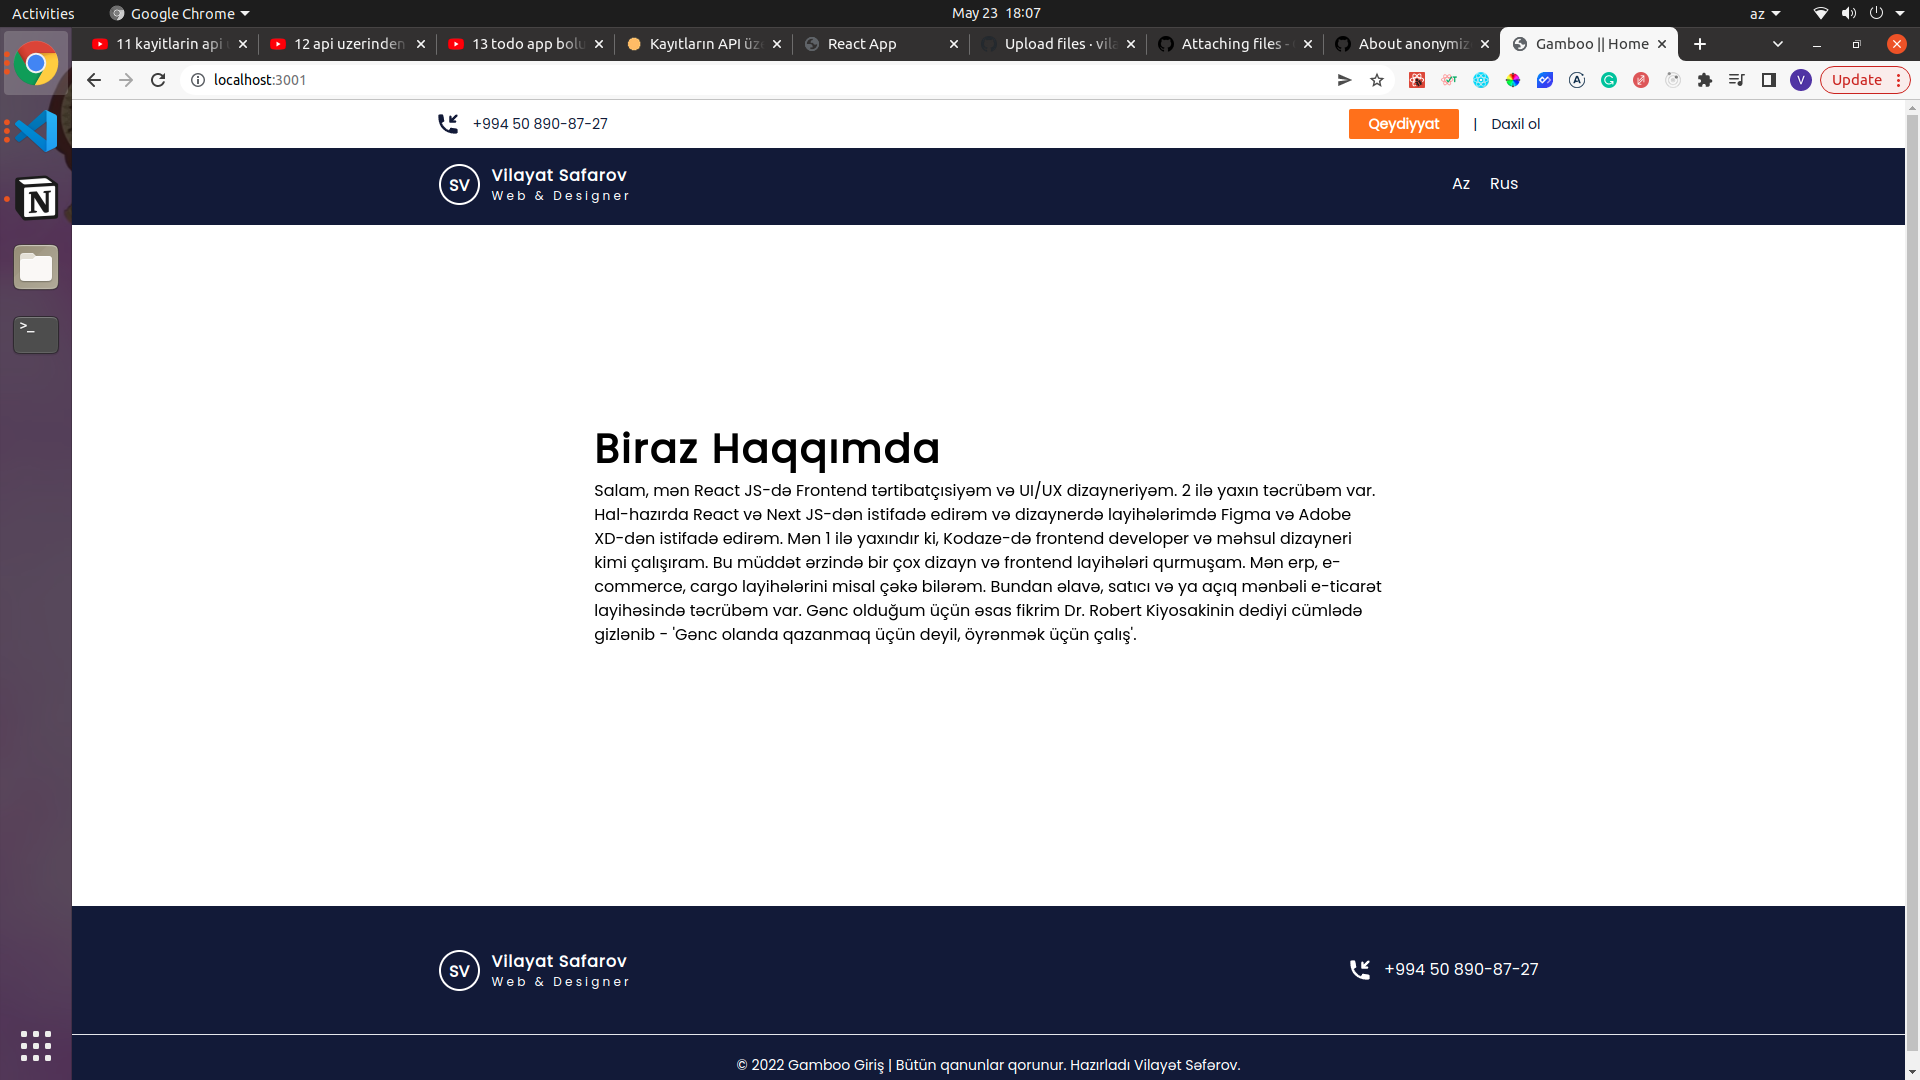 Activities
Google Chrome
May 23 18:07
az
11 kayitlarin api
12 api uzerinden
13 todo app bolu
Kayıtların API üz
React App
Upload files · vila
Attaching files -
About anonymiz
Gamboo || Home
localhost:3001
Update
+994 50 890-87-27
Qeydiyyat
|
Daxil ol
SV
Vilayat Safarov
Web & Designer
Az
Rus
Biraz Haqqımda
Salam, mən React JS-də Frontend tərtibatçısiyəm və UI/UX dizayneriyəm. 2 ilə yaxın təcrübəm var.
Hal-hazırda React və Next JS-dən istifadə edirəm və dizaynerdə layihələrimdə Figma və Adobe
XD-dən istifadə edirəm. Mən 1 ilə yaxındır ki, Kodaze-də frontend developer və məhsul dizayneri
kimi çalışıram. Bu müddət ərzində bir çox dizayn və frontend layihələri qurmuşam. Mən erp, e-
commerce, cargo layihələrini misal çəkə bilərəm. Bundan əlavə, satıcı və ya açıq mənbəli e-ticarət
layihəsində təcrübəm var. Gənc olduğum üçün əsas fikrim Dr. Robert Kiyosakinin dediyi cümlədə
gizlənib - 'Gənc olanda qazanmaq üçün deyil, öyrənmək üçün çalış'.
SV
Vilayat Safarov
Web & Designer
+994 50 890-87-27
© 2022 Gamboo Giriş | Bütün qanunlar qorunur. Hazırladı Vilayət Səfərov.